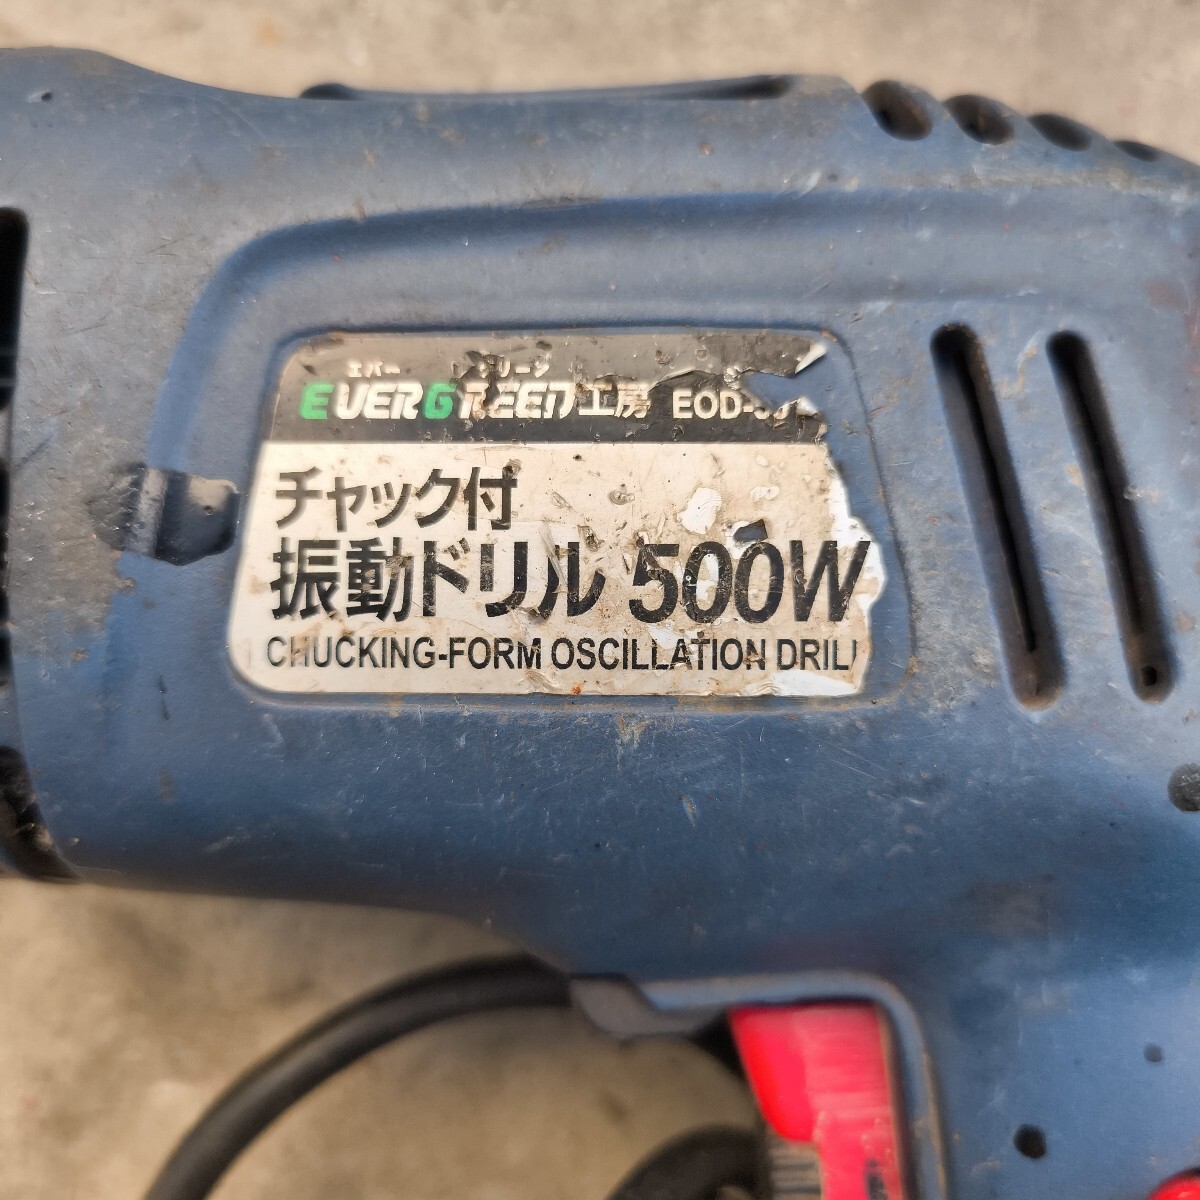 エバー グリーン
EVERGREEN工房
チャック付
振動ドリル 500W
CHUCKING-FORM OSCILLATION DRILL